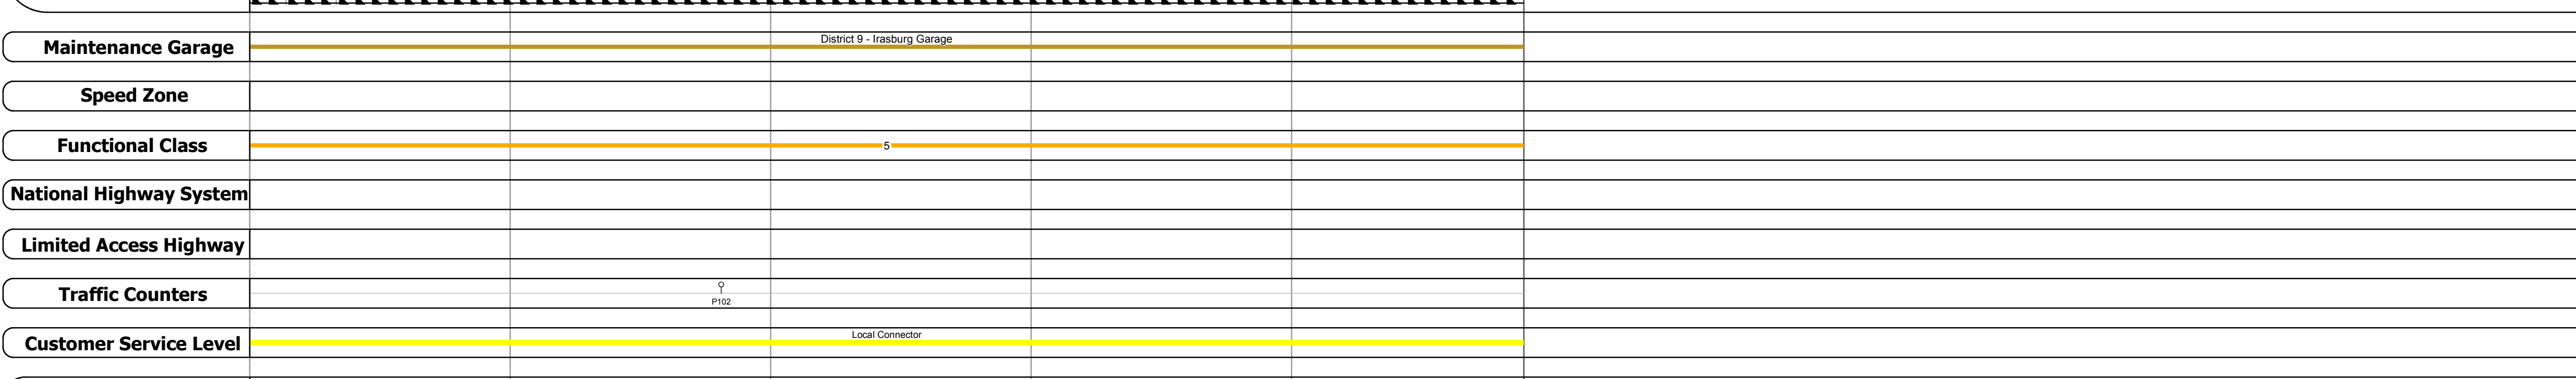 Maintenance Garage
District 9 - Irasburg Garage
Speed Zone
Functional Class
5
National Highway System
Limited Access Highway
Traffic Counters
P102
Customer Service Level
Local Connector